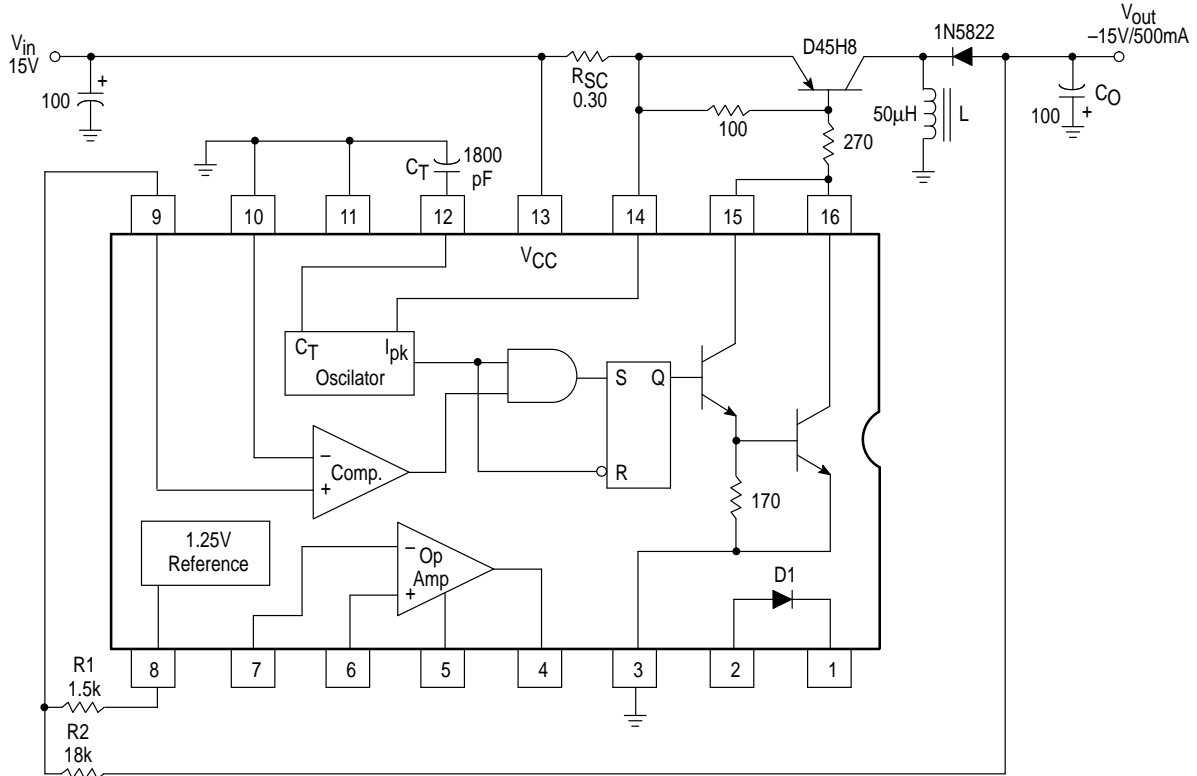 Vin
15V
100
+
RSC
0.30
D45H8
1N5822
Vout
–15V/500mA
100
270
50μH
L
CO
100
+
CT
1800
pF
9
10
11
12
13
14
15
16
VCC
CT
Ipk
Oscilator
S
Q
R
–
+
Comp.
170
1.25V
Reference
–
+
Op
Amp
D1
8
7
6
5
4
3
2
1
R1
1.5k
R2
18k